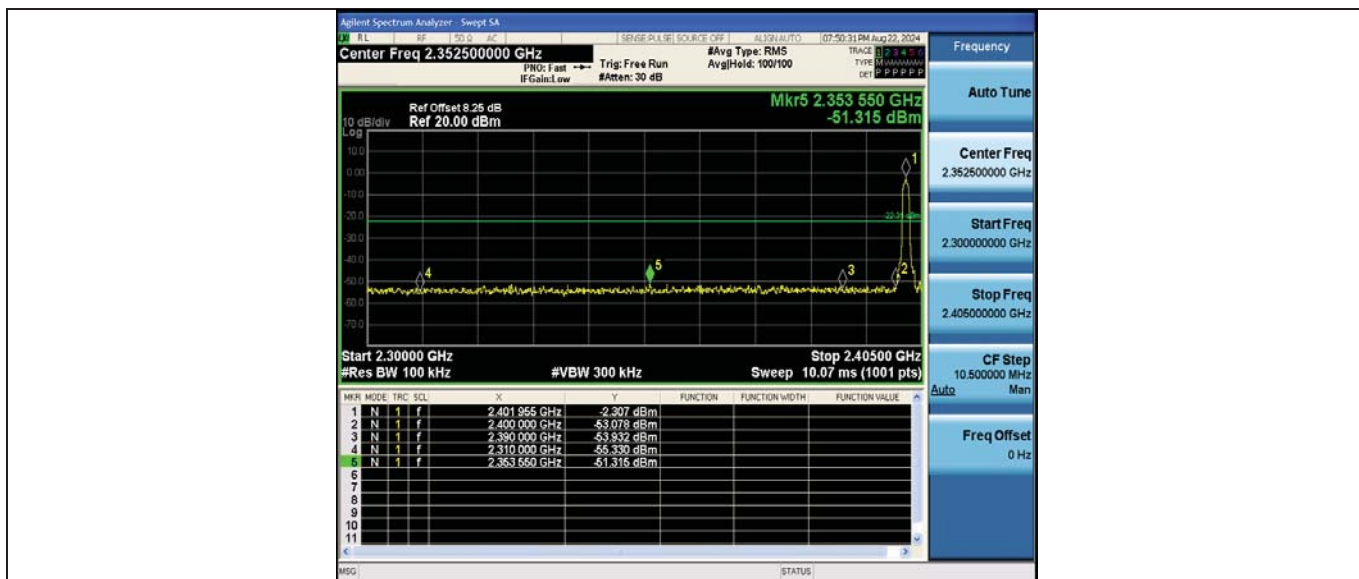 Agilent Spectrum Analyzer - Swept SA
RL RF 50 Ω AC SENSE:PULSE SOURCE OFF ALIGN AUTO 07:50:31 PM Aug 22, 2024
Center Freq 2.352500000 GHz
PNO: Fast
IFGain:Low
Trig: Free Run
#Atten: 30 dB
#Avg Type: RMS
Avg|Hold: 100/100
TRACE 1 2 3 4 5 6
TYPE M
DET P P P P P P
Mkr5 2.353 550 GHz
-51.315 dBm
Ref Offset 8.25 dB
Ref 20.00 dBm
10 dB/div
Log
10.0
0.00
-10.0
-20.0
-30.0
-40.0
-50.0
-60.0
-70.0
1
2
3
4
5
Start 2.30000 GHz
Stop 2.40500 GHz
#Res BW 100 kHz
#VBW 300 kHz
Sweep 10.07 ms (1001 pts)
MKR MODE TRC SCL X Y FUNCTION FUNCTION WIDTH FUNCTION VALUE
1 N 1 f 2.401 955 GHz -2.307 dBm
2 N 1 f 2.400 000 GHz -53.078 dBm
3 N 1 f 2.390 000 GHz -53.932 dBm
4 N 1 f 2.310 000 GHz -55.330 dBm
5 N 1 f 2.353 550 GHz -51.315 dBm
6
7
8
9
10
11
MSG
STATUS
Frequency
Auto Tune
Center Freq
2.352500000 GHz
Start Freq
2.300000000 GHz
Stop Freq
2.405000000 GHz
CF Step
10.500000 MHz
Auto Man
Freq Offset
0 Hz